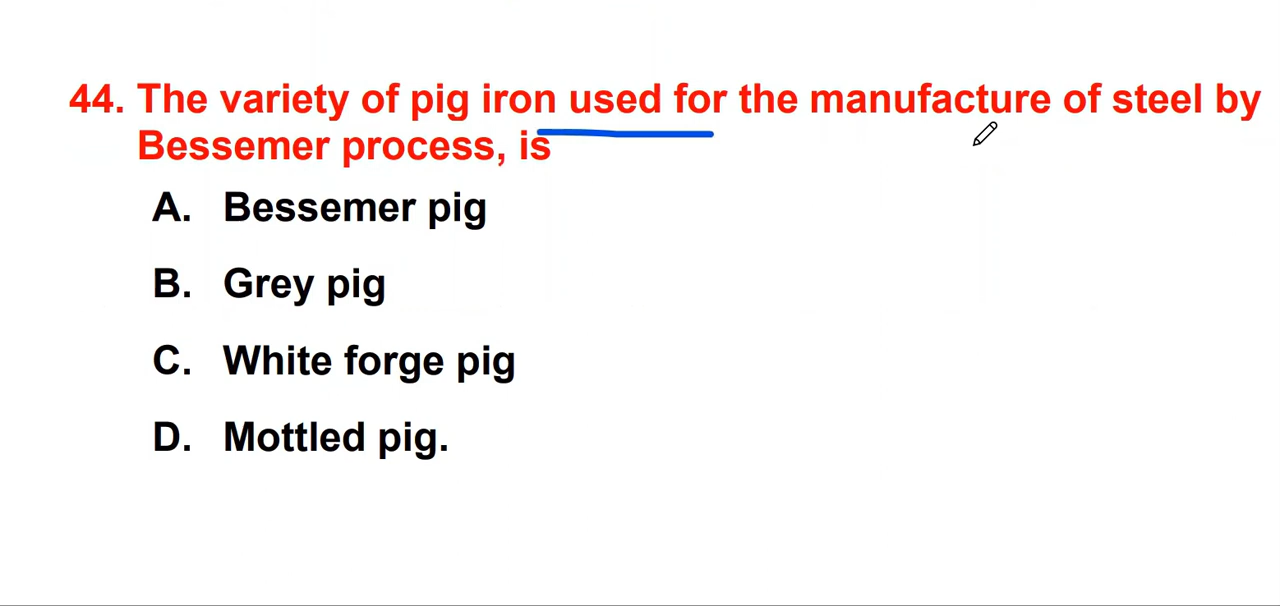 44. The variety of pig iron used for the manufacture of steel by
Bessemer process, is
A. Bessemer pig
B. Grey pig
C. White forge pig
D. Mottled pig.